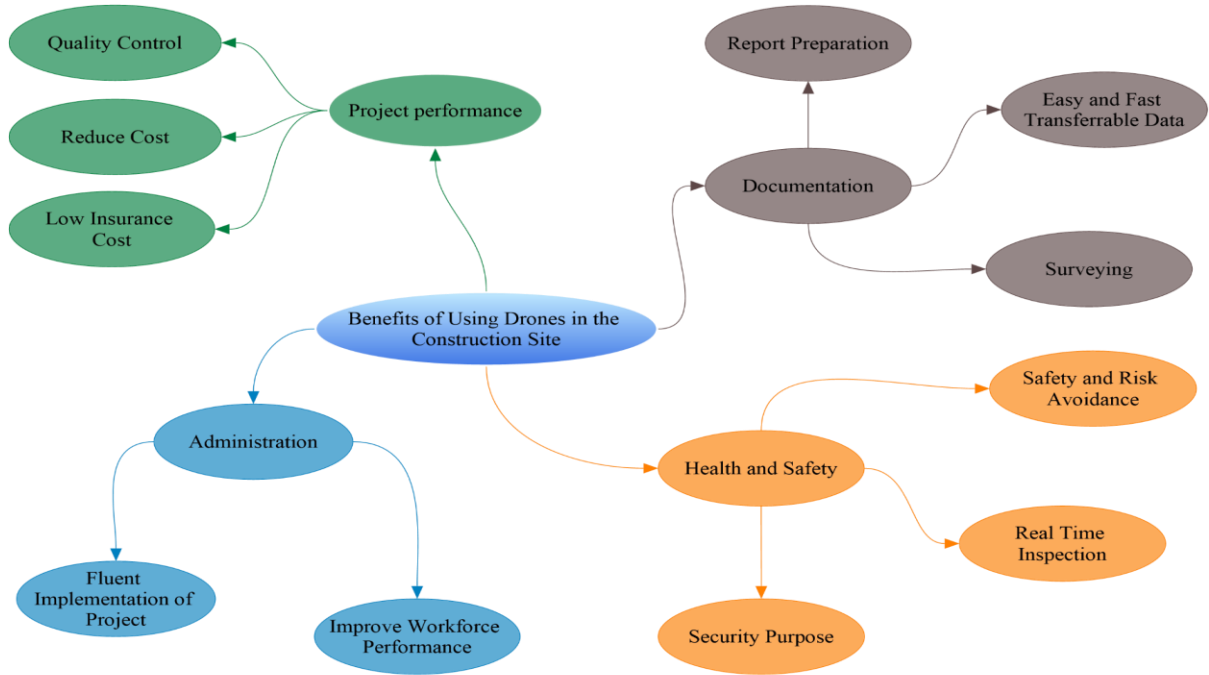 Quality Control
Reduce Cost
Low Insurance
Cost
Project performance
Report Preparation
Easy and Fast
Transferrable Data
Documentation
Surveying
Benefits of Using Drones in the
Construction Site
Administration
Fluent
Implementation of
Project
Improve Workforce
Performance
Health and Safety
Safety and Risk
Avoidance
Real Time
Inspection
Security Purpose